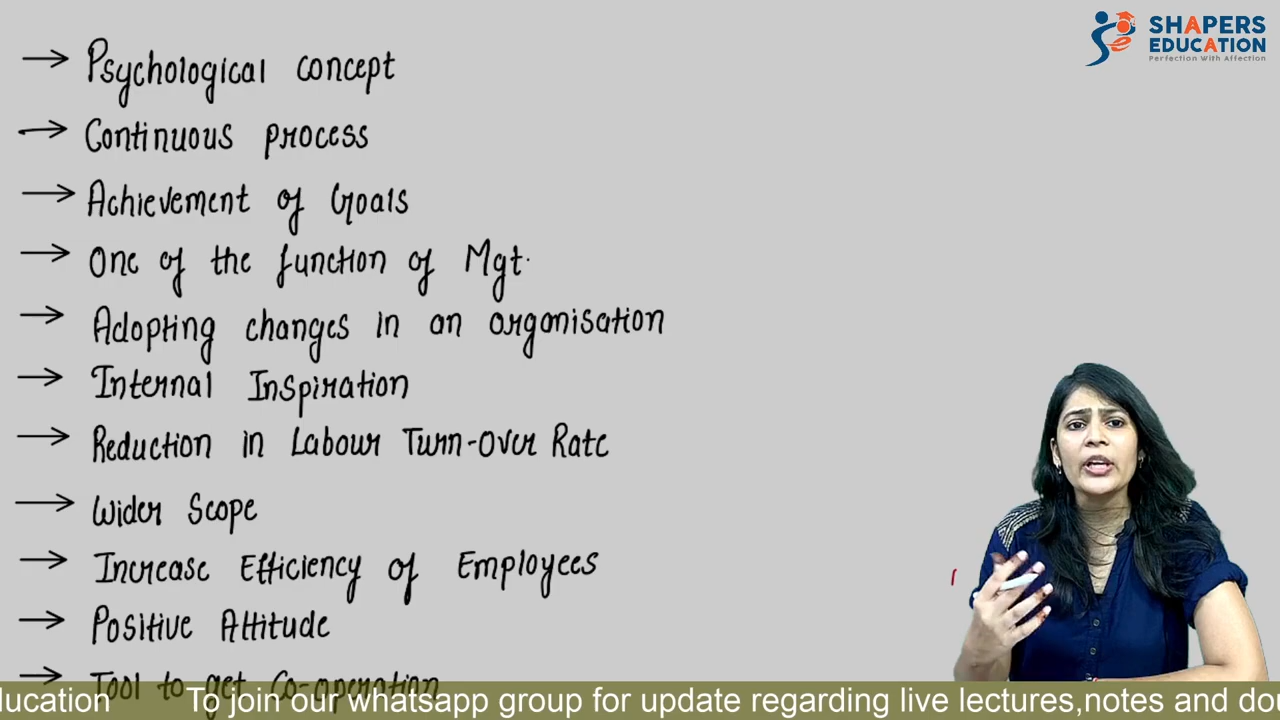 SHAPERS
EDUCATION
Perfection With Affection
→ Psychological concept
→ Continuous process
→ Achievement of Goals
→ One of the function of Mgt.
→ Adopting changes in an organisation
→ Internal Inspiration
→ Reduction in Labour Turn-Over Rate
→ Wider Scope
→ Increase Efficiency of Employees
→ Positive Attitude
→ Tool to get Co-operation
ducation To join our whatsapp group for update regarding live lectures,notes and dou